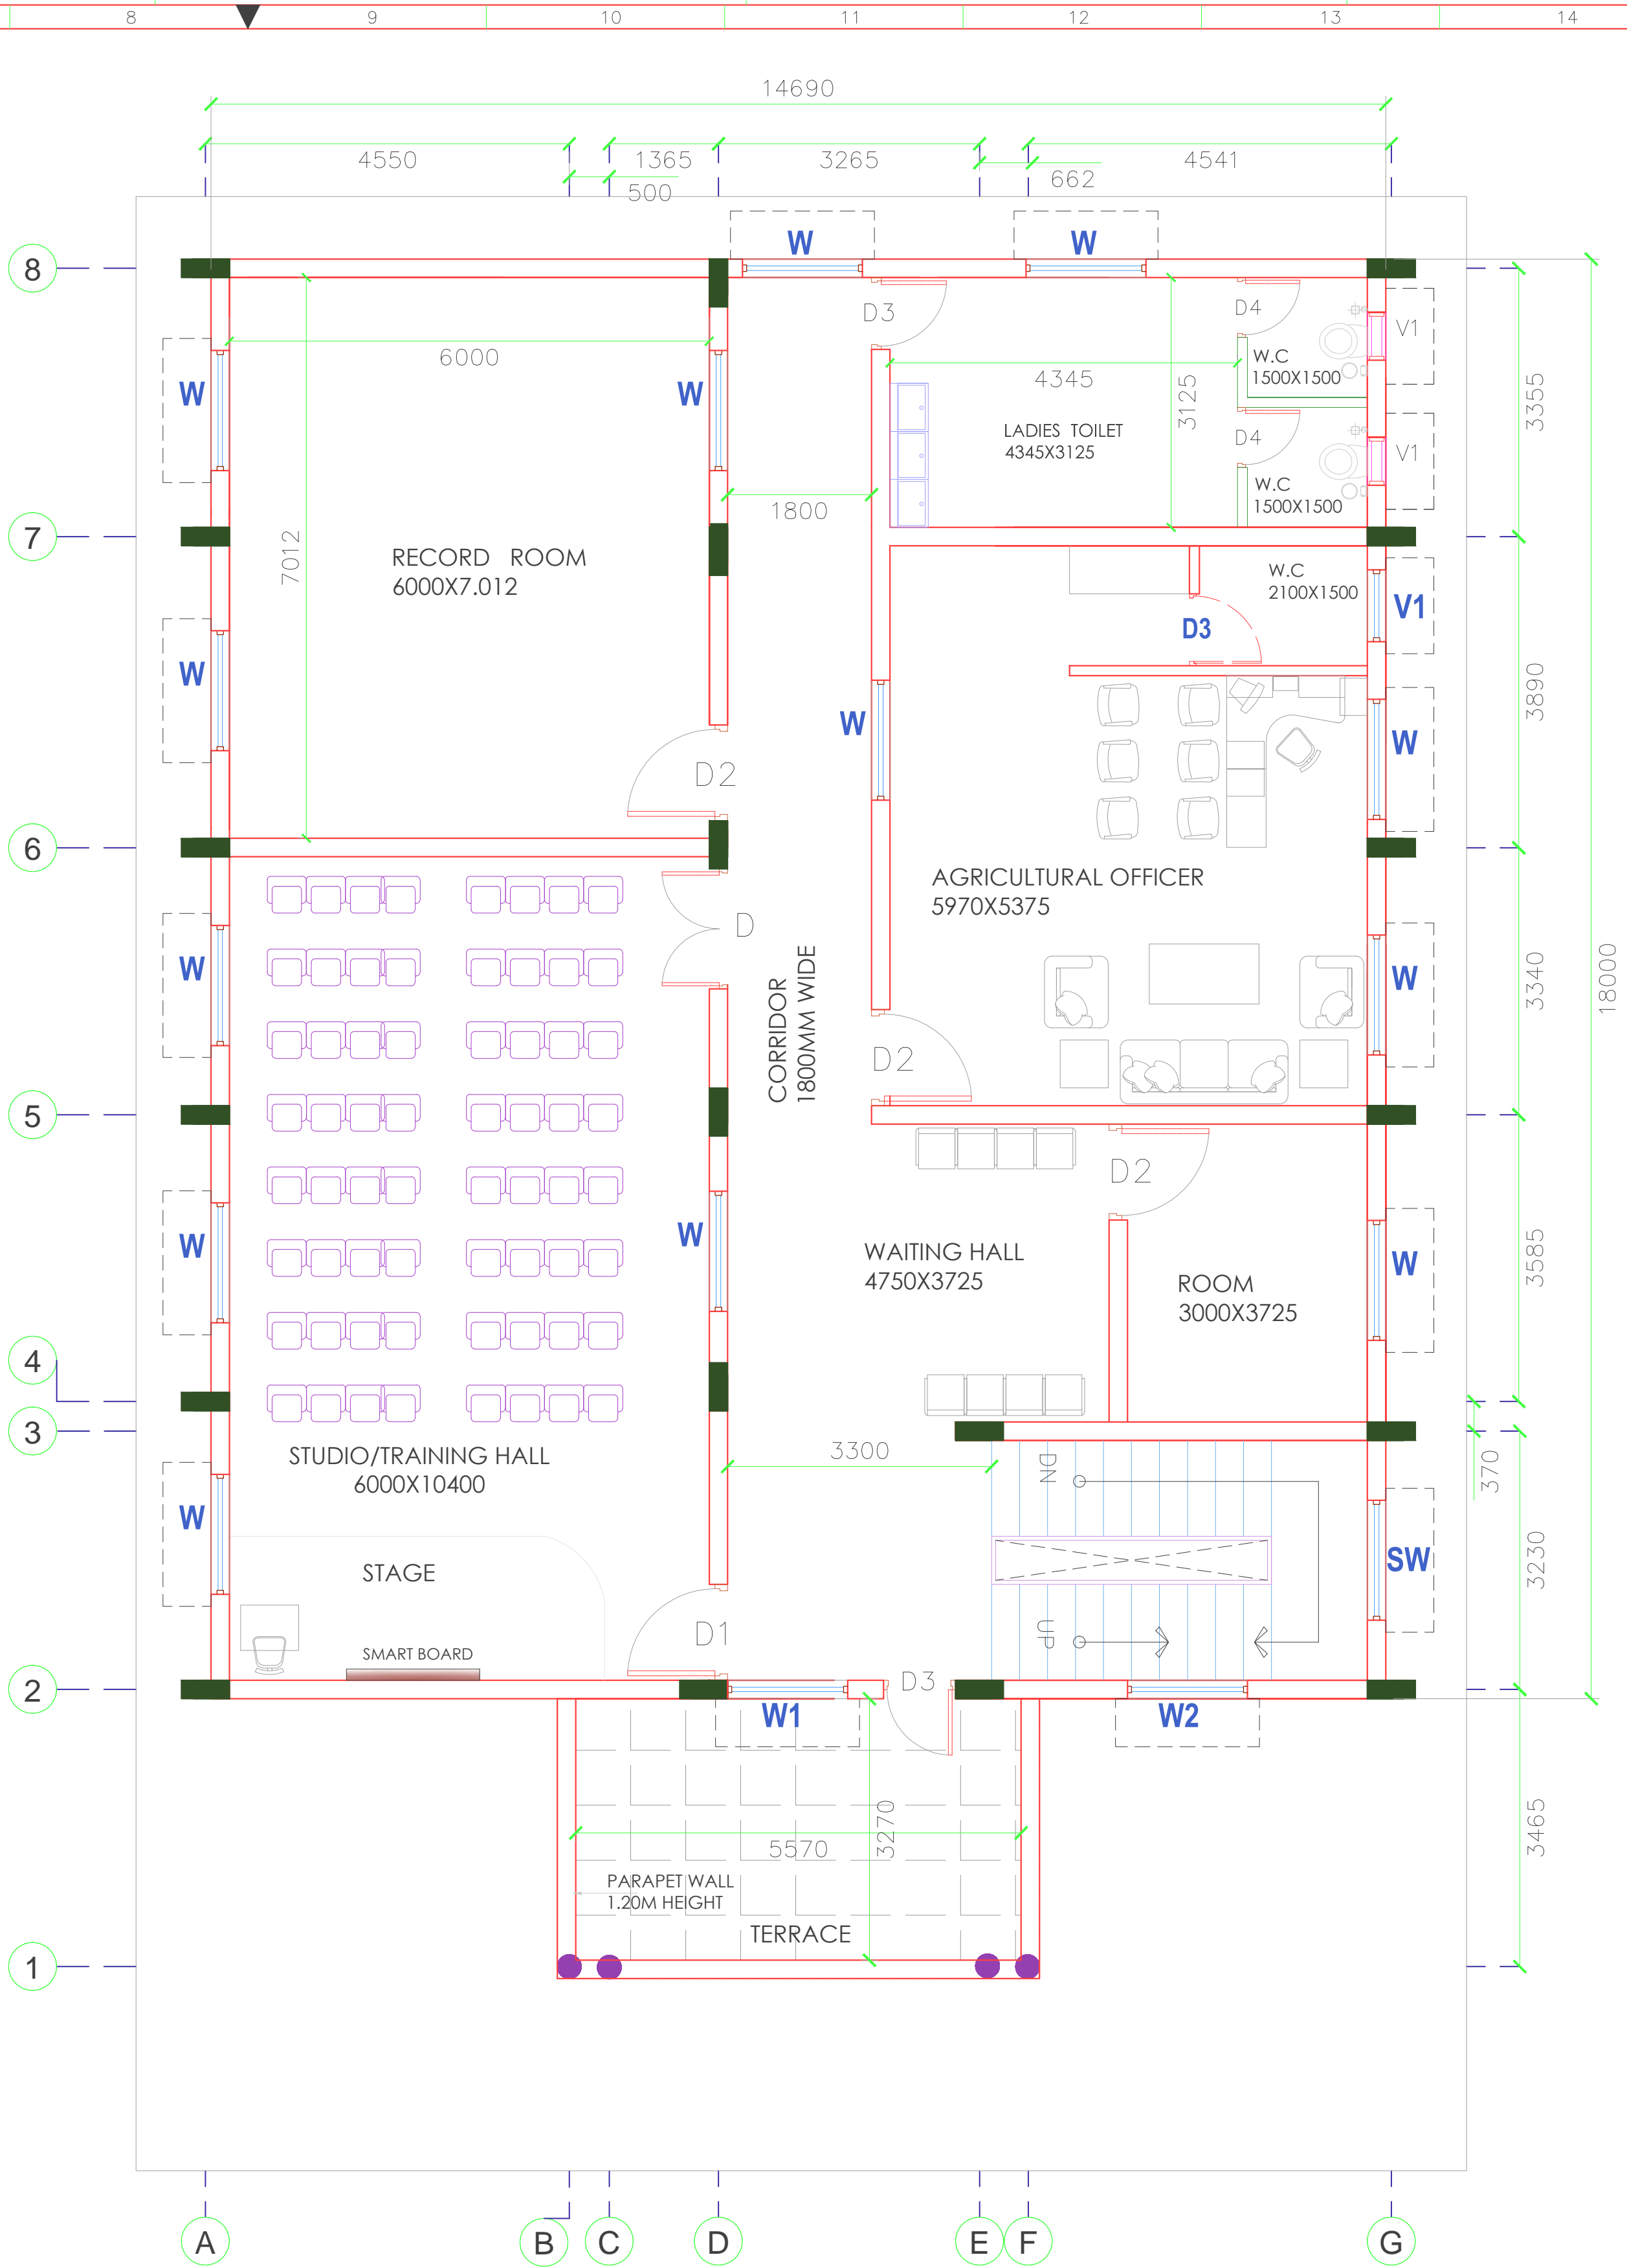 8 9 10 11 12 13 14
14690
4550 1365 3265 4541
500 662
W W
8
D3 D4
V1
W.C
1500X1500
6000
4345
3125
3355
W W
LADIES TOILET
4345X3125
D4
V1
W.C
1500X1500
1800
7
7012
RECORD ROOM
6000X7.012
W.C
2100X1500
V1
D3
W
3890
W
W
D2
6
AGRICULTURAL OFFICER
5970X5375
D
W
CORRIDOR
1800MM WIDE
W
3340
18000
D2
5
D2
W
W
WAITING HALL
4750X3725
ROOM
3000X3725
W
3585
4
3
STUDIO/TRAINING HALL
6000X10400
3300
DN
370
W
STAGE
SW
3230
D1
UP
SMART BOARD
2
D3
W1
W2
5570
3270
3465
PARAPET WALL
1.20M HEIGHT
TERRACE
1
A B C D E F G